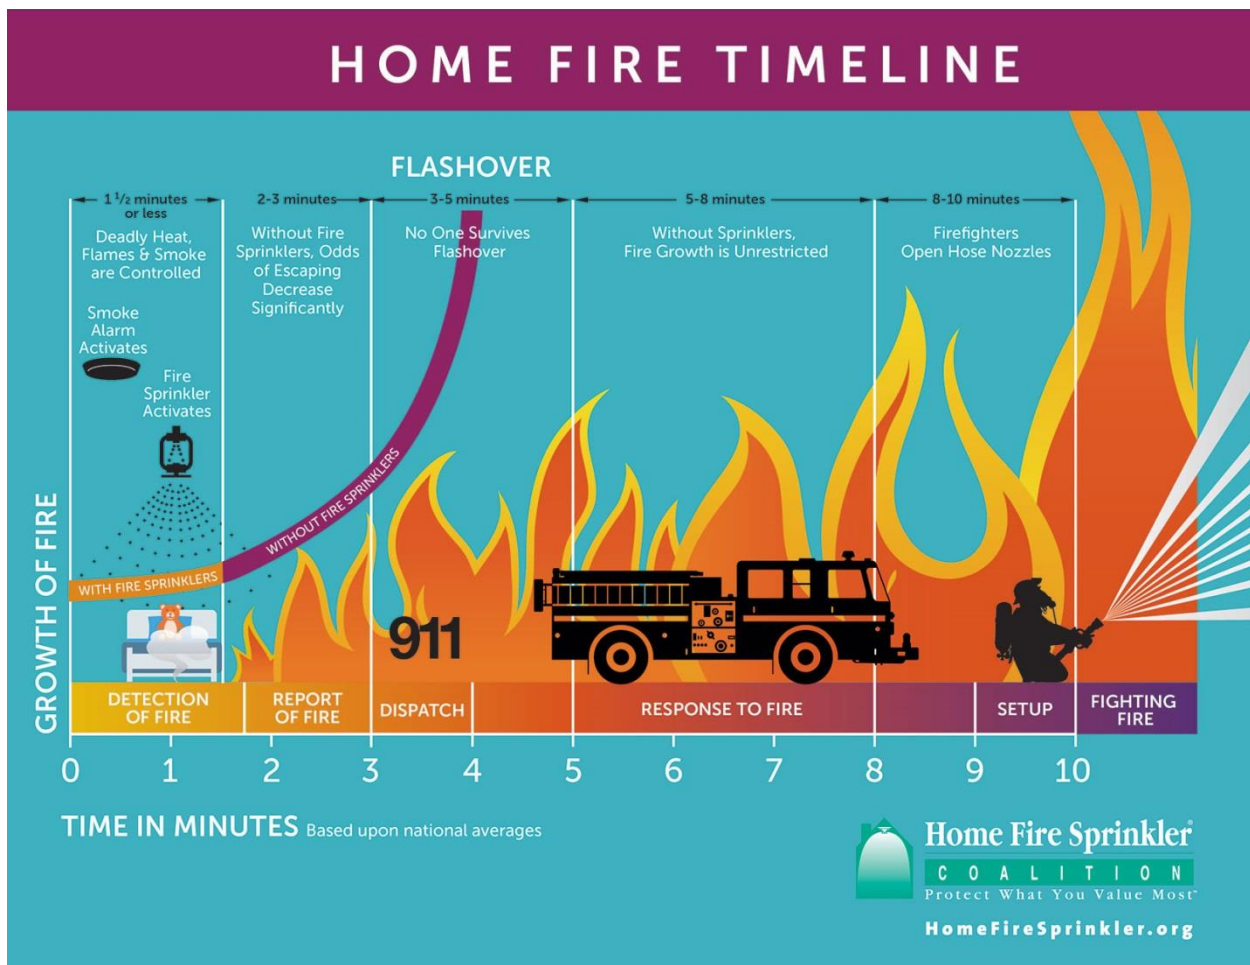 HOME FIRE TIMELINE
FLASHOVER
1 1/2 minutes
or less
2-3 minutes
3-5 minutes
5-8 minutes
8-10 minutes
Deadly Heat,
Flames & Smoke
are Controlled
Without Fire
Sprinklers, Odds
of Escaping
Decrease
Significantly
No One Survives
Flashover
Without Sprinklers,
Fire Growth is Unrestricted
Firefighters
Open Hose Nozzles
Smoke
Alarm
Activates
Fire
Sprinkler
Activates
GROWTH OF FIRE
WITH FIRE SPRINKLERS
WITHOUT FIRE SPRINKLERS
911
DETECTION
OF FIRE
REPORT
OF FIRE
DISPATCH
RESPONSE TO FIRE
SETUP
FIGHTING
FIRE
0 1 2 3 4 5 6 7 8 9 10
TIME IN MINUTES Based upon national averages
Home Fire Sprinkler®
COALITION
Protect What You Value Most™
HomeFireSprinkler.org